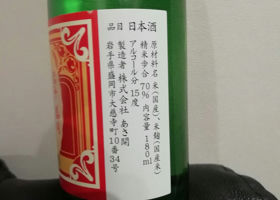 品目 日本酒
原材料名 米(国産)、米麹(国産米)
精米歩合 70% 内容量 180ml
アルコール分 15度
製造者 株式会社 あさ開
岩手県盛岡市大慈寺町10番34号